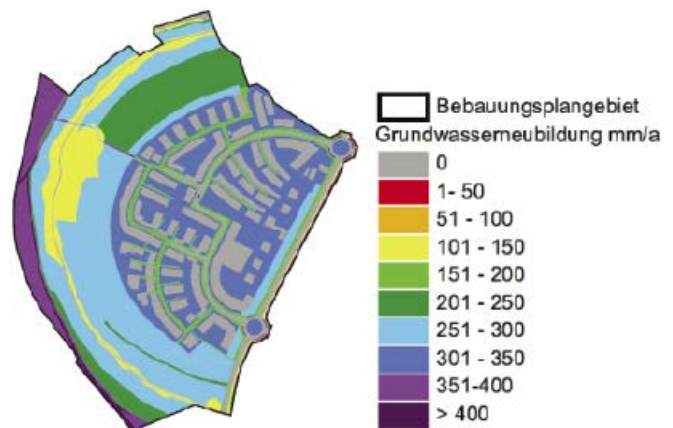 Bebauungsplangebiet
Grundwasserneubildung mm/a
0
1- 50
51 - 100
101 - 150
151 - 200
201 - 250
251 - 300
301 - 350
351-400
> 400